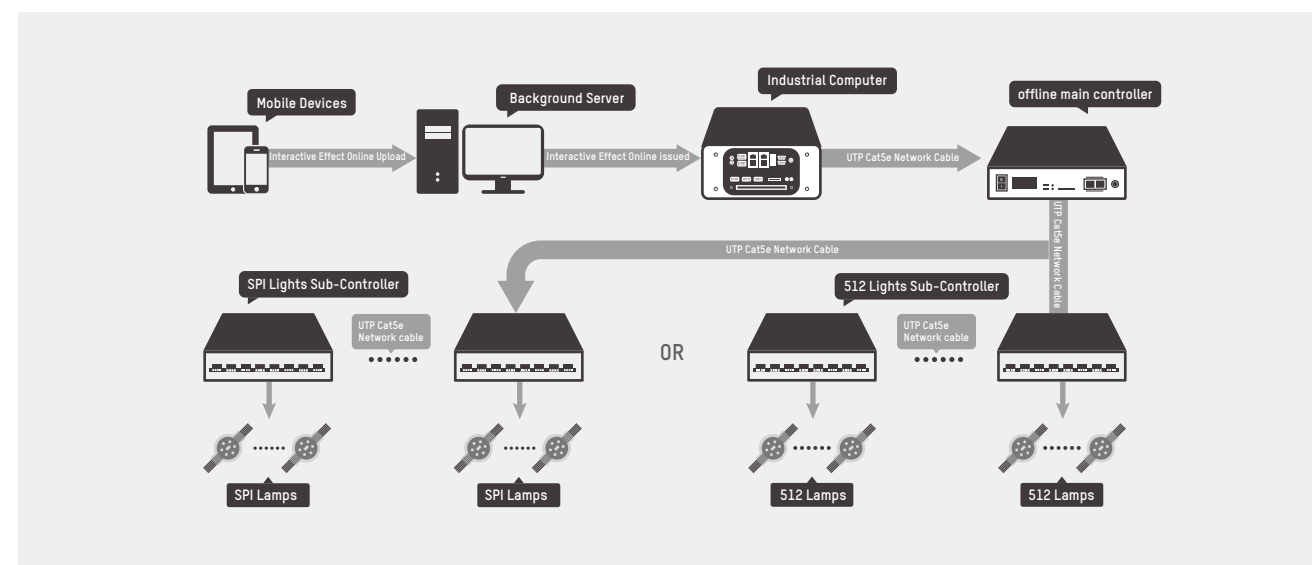 Industrial Computer
Mobile Devices
Background Server
offline main controller
Interactive Effect Online Upload
Interactive Effect Online issued
UTP Cat5e Network Cable
UTP Cat5e Network Cable
UTP Cat5e Network Cable
SPI Lights Sub-Controller
512 Lights Sub-Controller
UTP Cat5e
Network cable
UTP Cat5e
Network cable
OR
SPI Lamps
SPI Lamps
512 Lamps
512 Lamps